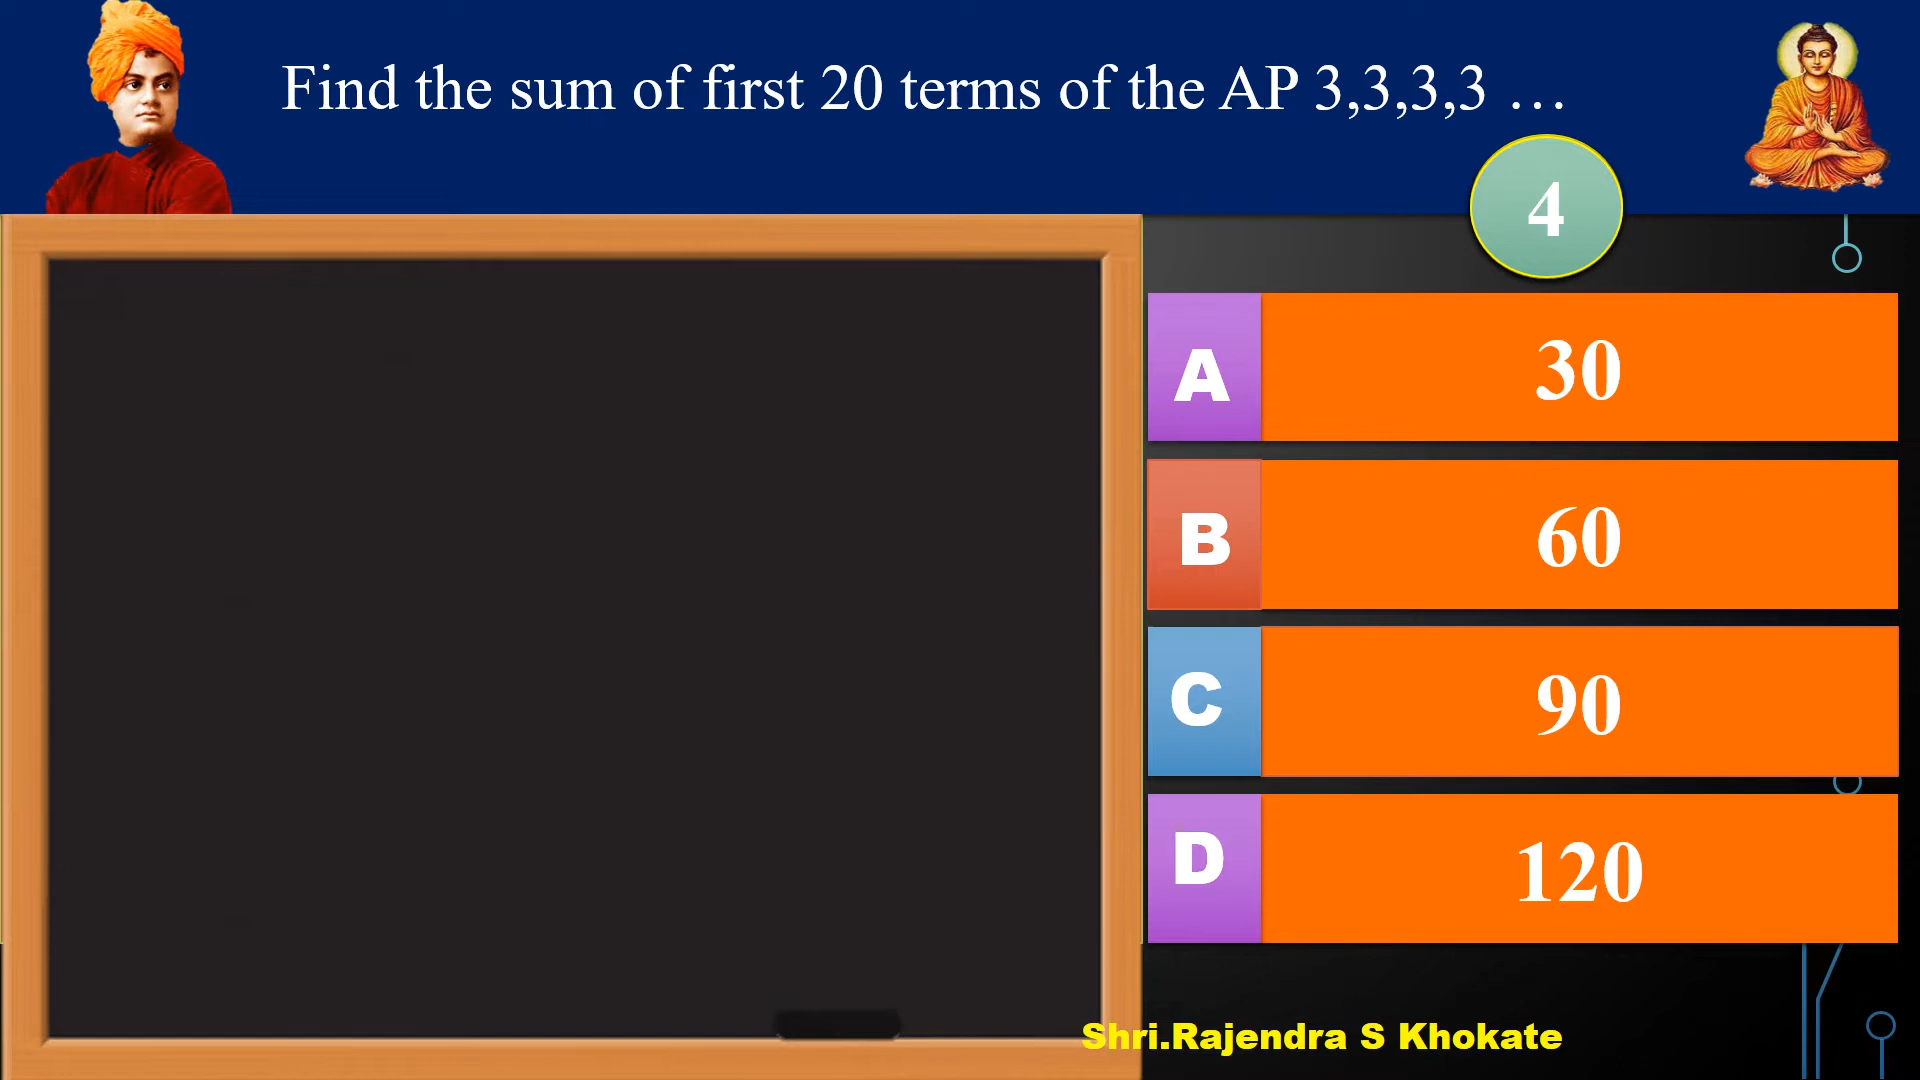 Find the sum of first 20 terms of the AP 3,3,3,3 …
4
A 30
B 60
C 90
D 120
Shri.Rajendra S Khokate